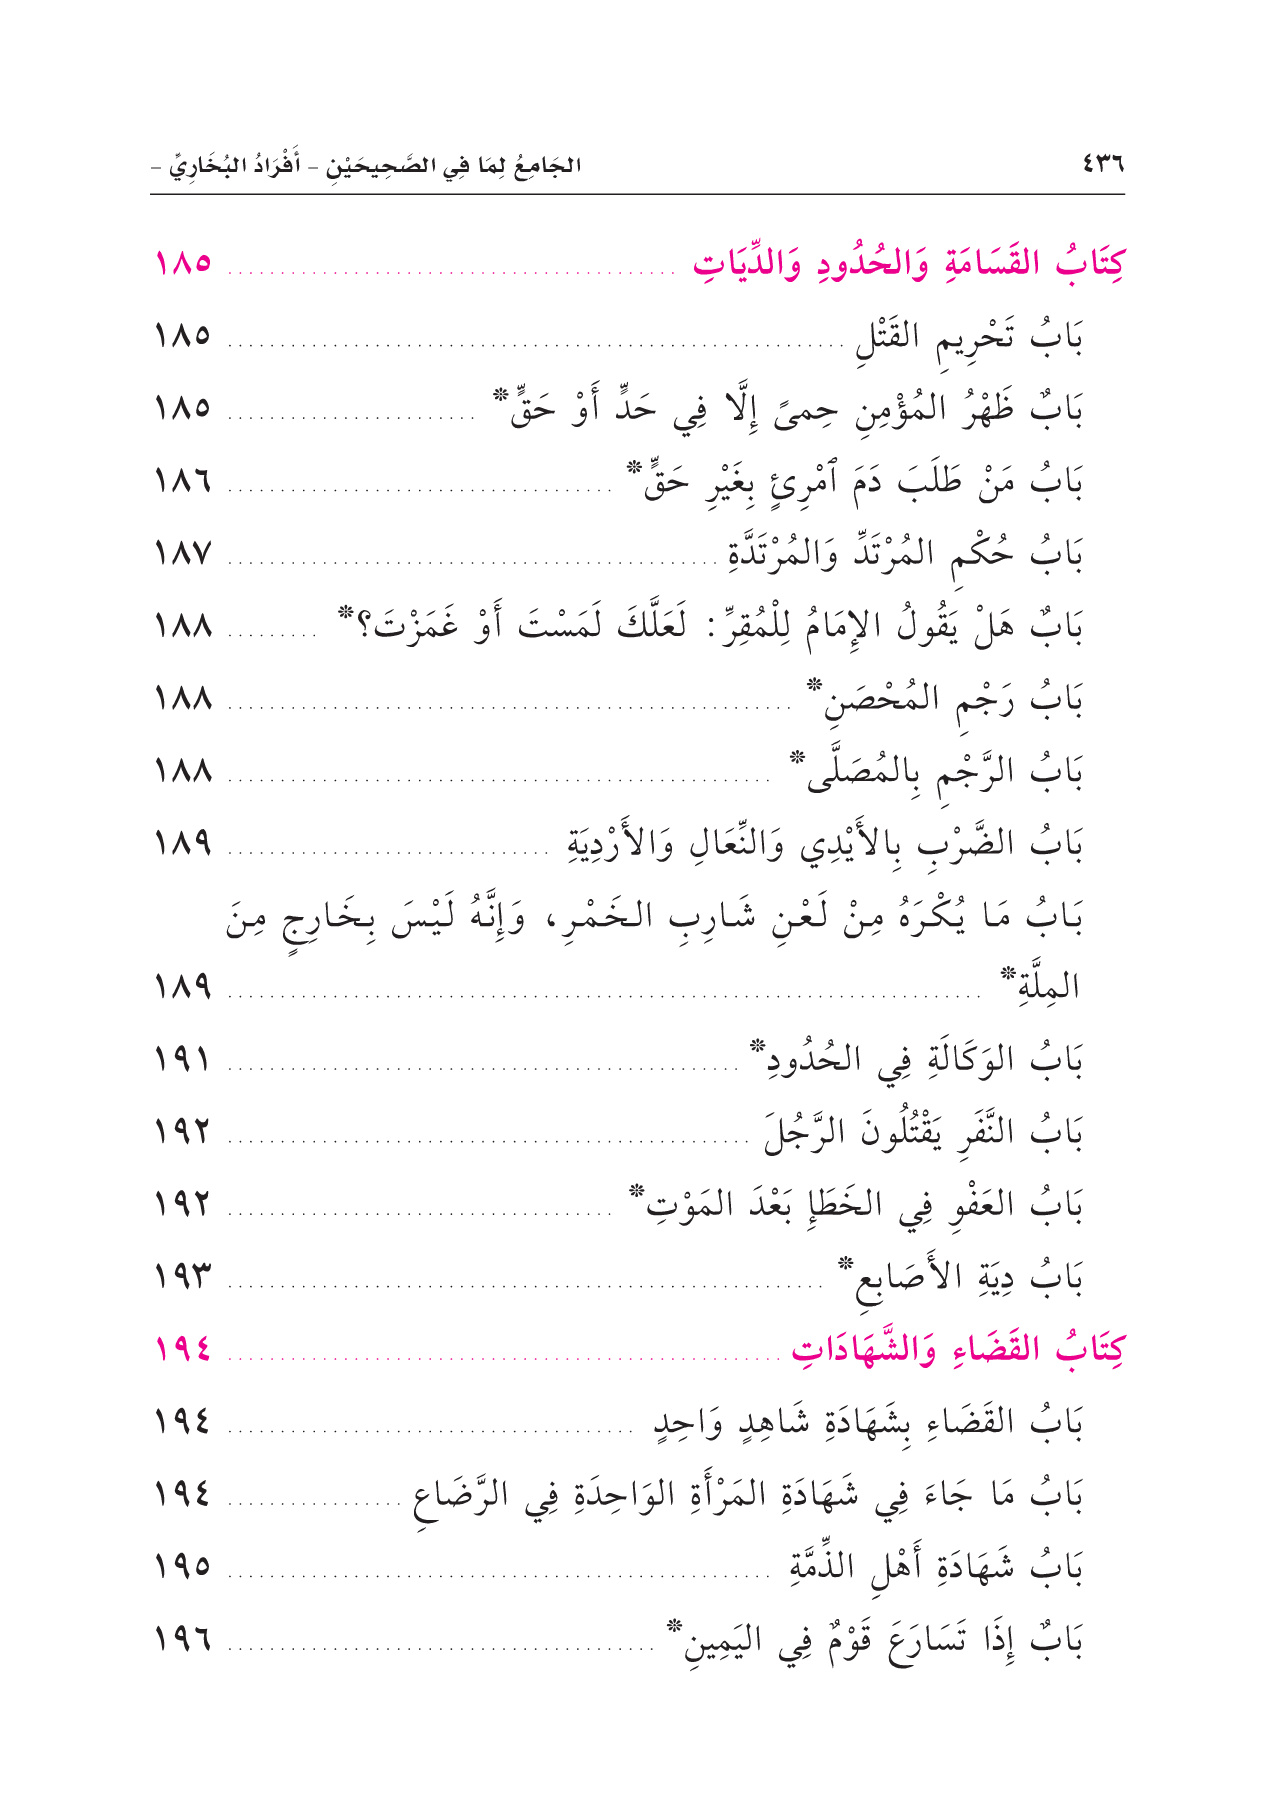 ٤٣٦ الجَامِعُ لِمَا فِي الصَّحِيحَيْنِ – أَفْرَادُ البُخَارِيِّ –
كِتَابُ القَسَامَةِ وَالحُدُودِ وَالدِّيَاتِ ١٨٥
بَابُ تَحْرِيمِ القَتْلِ ١٨٥
بَابٌ ظَهْرُ المُؤْمِنِ حِمىً إِلَّا فِي حَدٍّ أَوْ حَقٍّ* ١٨٥
بَابُ مَنْ طَلَبَ دَمَ ٱمْرِئٍ بِغَيْرِ حَقٍّ* ١٨٦
بَابُ حُكْمِ المُرْتَدِّ وَالمُرْتَدَّةِ ١٨٧
بَابٌ هَلْ يَقُولُ الإِمَامُ لِلْمُقِرِّ: لَعَلَّكَ لَمَسْتَ أَوْ غَمَزْتَ؟* ١٨٨
بَابُ رَجْمِ المُحْصَنِ* ١٨٨
بَابُ الرَّجْمِ بِالمُصَلَّى* ١٨٨
بَابُ الضَّرْبِ بِالأَيْدِي وَالنِّعَالِ وَالأَرْدِيَةِ ١٨٩
بَابُ مَا يُكْرَهُ مِنْ لَعْنِ شَارِبِ الخَمْرِ، وَإِنَّهُ لَيْسَ بِخَارِجٍ مِنَ
المِلَّةِ* ١٨٩
بَابُ الوَكَالَةِ فِي الحُدُودِ* ١٩١
بَابُ النَّفَرِ يَقْتُلُونَ الرَّجُلَ ١٩٢
بَابُ العَفْوِ فِي الخَطَإِ بَعْدَ المَوْتِ* ١٩٢
بَابُ دِيَةِ الأَصَابِعِ* ١٩٣
كِتَابُ القَضَاءِ وَالشَّهَادَاتِ ١٩٤
بَابُ القَضَاءِ بِشَهَادَةِ شَاهِدٍ وَاحِدٍ ١٩٤
بَابُ مَا جَاءَ فِي شَهَادَةِ المَرْأَةِ الوَاحِدَةِ فِي الرَّضَاعِ ١٩٤
بَابُ شَهَادَةِ أَهْلِ الذِّمَّةِ ١٩٥
بَابٌ إِذَا تَسَارَعَ قَوْمٌ فِي اليَمِينِ* ١٩٦